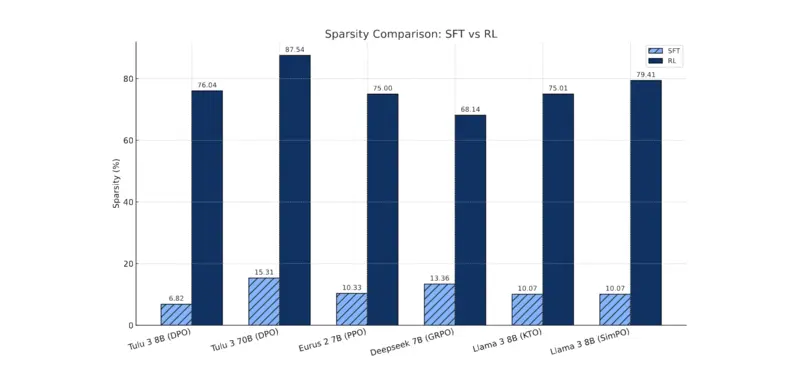 Sparsity Comparison: SFT vs RL
SFT
RL
Sparsity (%)
80
60
40
20
0
6.82
76.04
15.31
87.54
10.33
75.00
13.36
68.14
10.07
75.01
10.07
79.41
Tulu 3 8B (DPO)
Tulu 3 70B (DPO)
Eurus 2 7B (PPO)
Deepseek 7B (GRPO)
Llama 3 8B (KTO)
Llama 3 8B (SimPO)